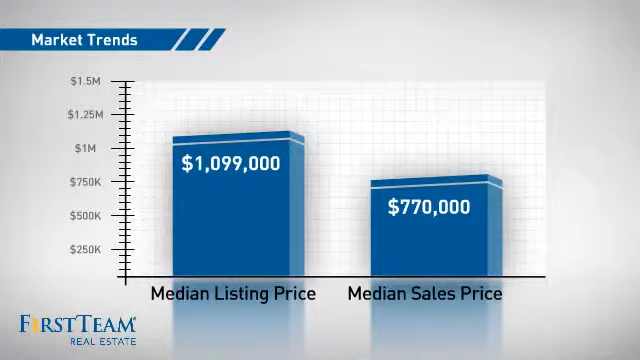 Market Trends
$1.5M
$1.25M
$1M
$750K
$500K
$250K
$1,099,000
$770,000
Median Listing Price
Median Sales Price
FIRSTTEAM®
REAL ESTATE